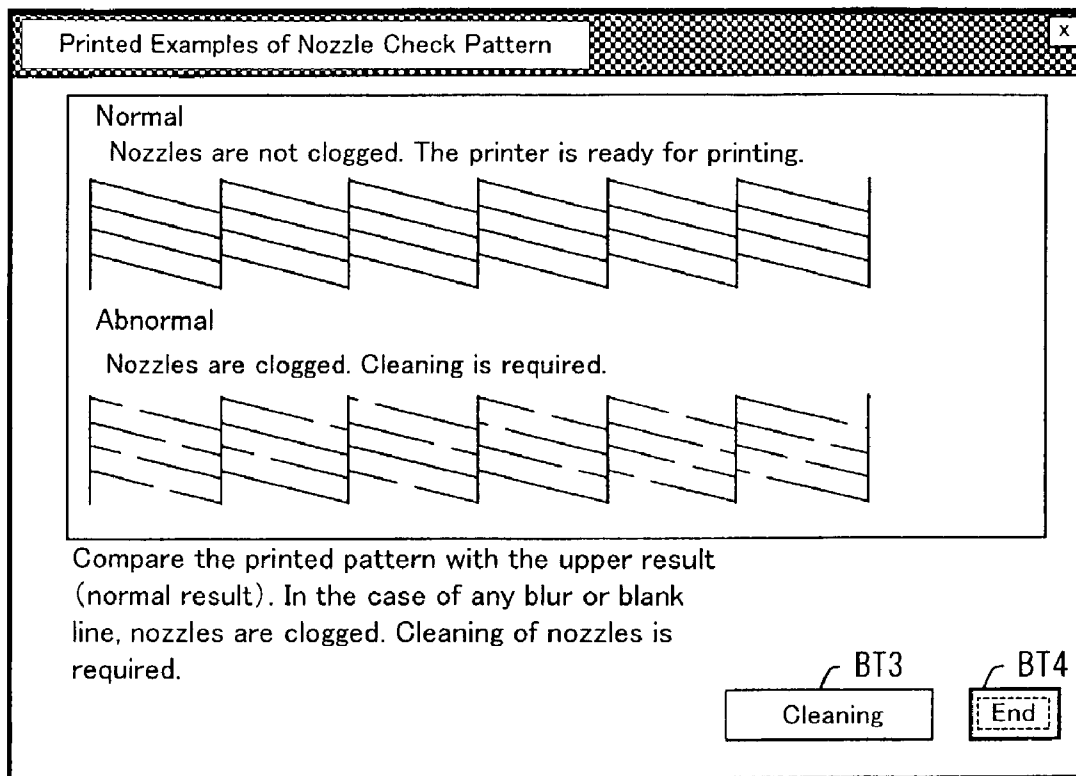 Printed Examples of Nozzle Check Pattern
x
Normal
Nozzles are not clogged. The printer is ready for printing.
Abnormal
Nozzles are clogged. Cleaning is required.
Compare the printed pattern with the upper result
(normal result). In the case of any blur or blank
line, nozzles are clogged. Cleaning of nozzles is
required.
BT3 BT4
Cleaning End